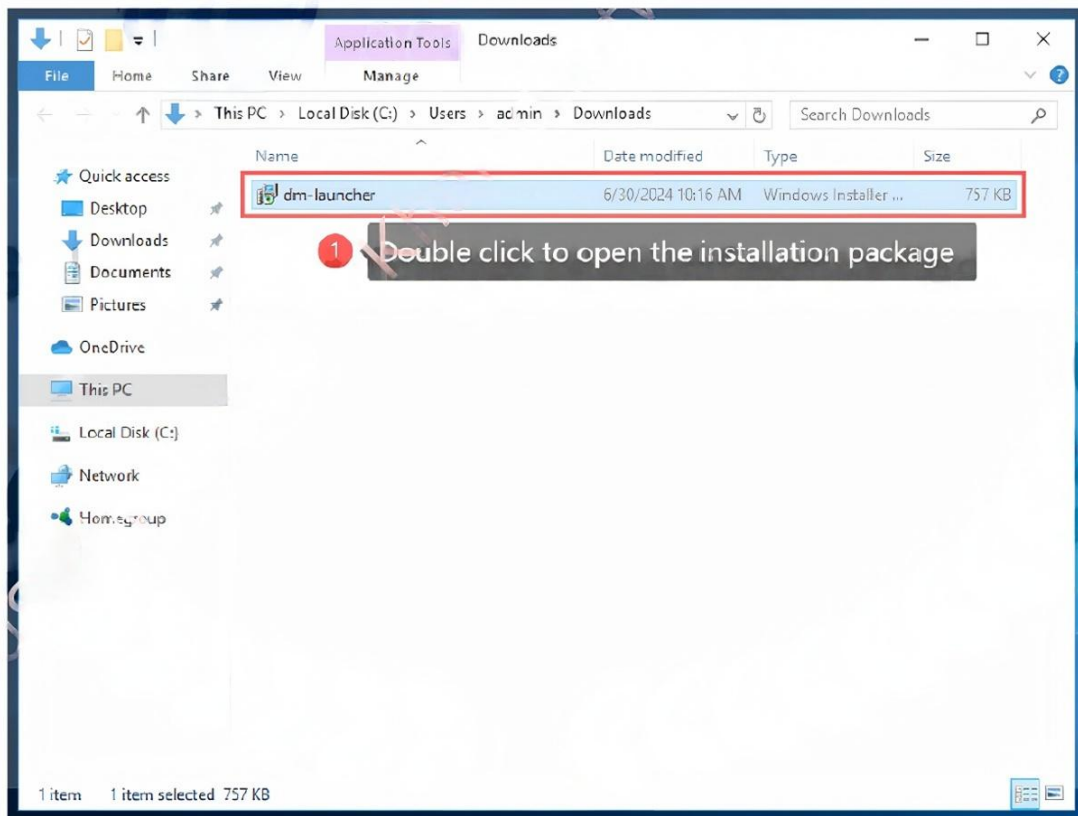 Application Tools Downloads
File Home Share View Manage
This PC > Local Disk (C:) > Users > admin > Downloads Search Downloads
Name Date modified Type Size
Quick access
dm-launcher 6/30/2024 10:16 AM Windows Installer ... 757 KB
Desktop
1 Double click to open the installation package
Downloads
Documents
Pictures
OneDrive
This PC
Local Disk (C:)
Network
Homegroup
1 item 1 item selected 757 KB